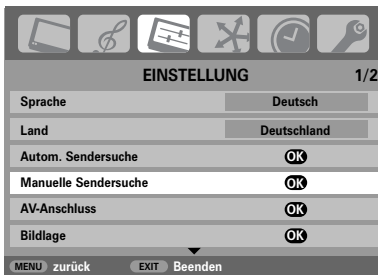 EINSTELLUNG 1/2
Sprache Deutsch
Land Deutschland
Autom. Sendersuche OK
Manuelle Sendersuche OK
AV-Anschluss OK
Bildlage OK
MENU zurück EXIT Beenden